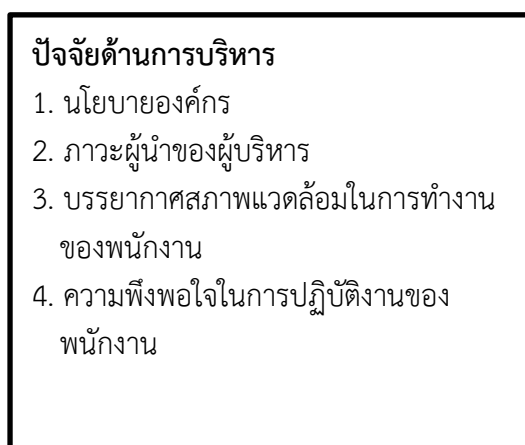 ปัจจัยด้านการบริหาร
1. นโยบายองค์กร
2. ภาวะผู้นำของผู้บริหาร
3. บรรยากาศสภาพแวดล้อมในการทำงาน
ของพนักงาน
4. ความพึงพอใจในการปฏิบัติงานของ
พนักงาน